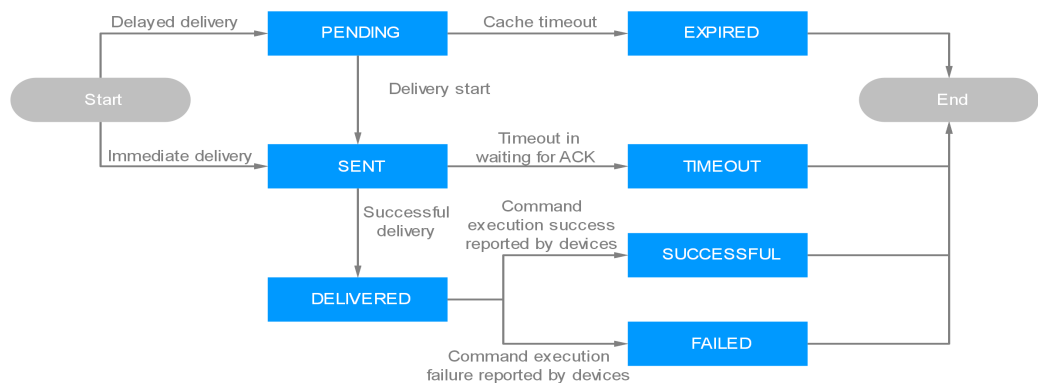 Delayed delivery
PENDING
Cache timeout
EXPIRED
Start
Delivery start
End
Immediate delivery
SENT
Timeout in
waiting for ACK
TIMEOUT
Successful
delivery
Command
execution success
reported by devices
SUCCESSFUL
DELIVERED
Command execution
failure reported by devices
FAILED